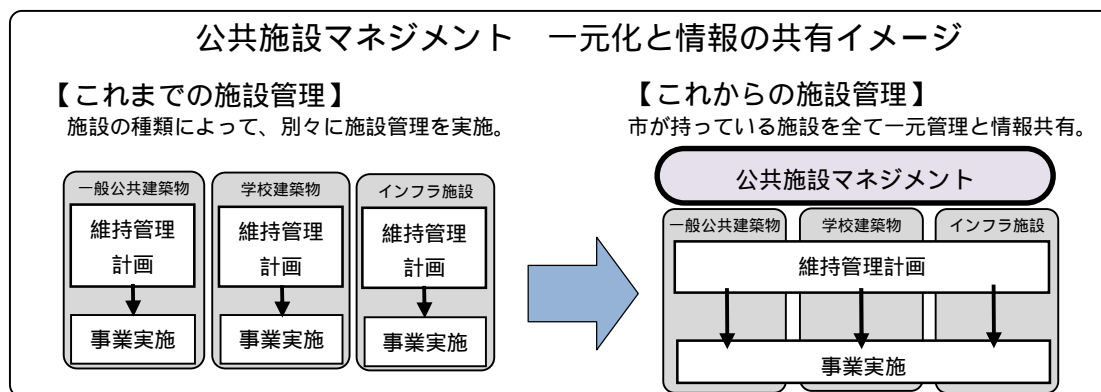 公共施設マネジメント　一元化と情報の共有イメージ
【これまでの施設管理】
施設の種類によって、別々に施設管理を実施。
一般公共建築物
維持管理
計画
事業実施
学校建築物
維持管理
計画
事業実施
インフラ施設
維持管理
計画
事業実施
【これからの施設管理】
市が持っている施設を全て一元管理と情報共有。
公共施設マネジメント
一般公共建築物
学校建築物
インフラ施設
維持管理計画
事業実施